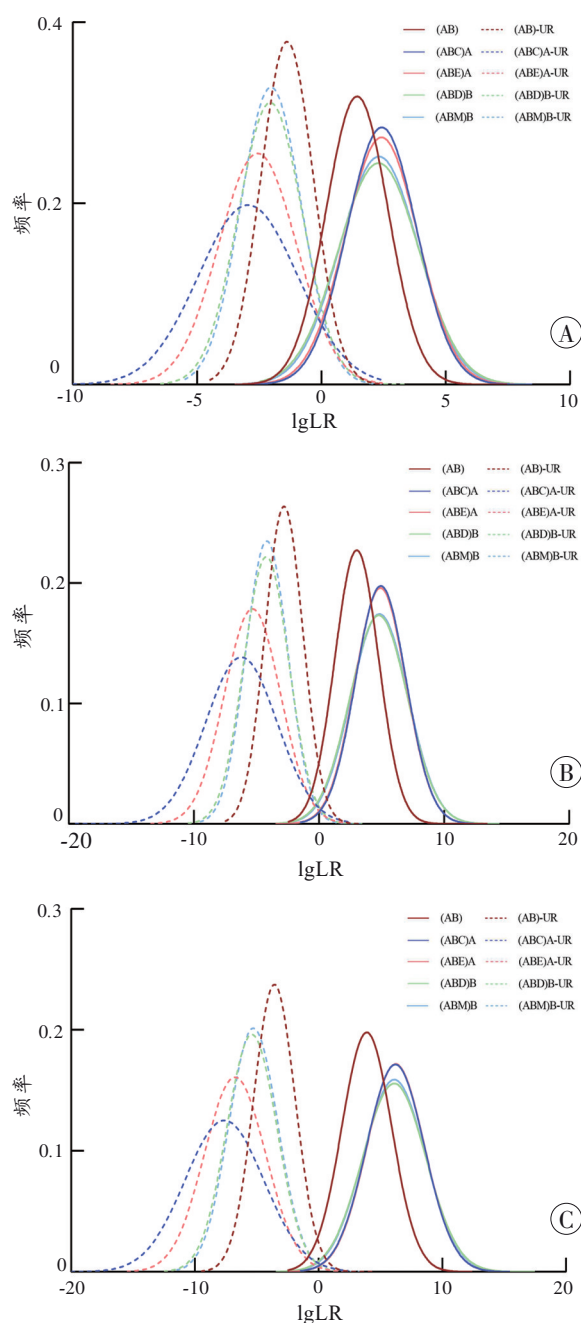 0.4
(AB) (AB)-UR
(ABC)A (ABC)A-UR
(ABE)A (ABE)A-UR
(ABD)B (ABD)B-UR
(ABM)B (ABM)B-UR
频率
0.2
0
-10 -5 0 5 10
lgLR
A
0.3
(AB) (AB)-UR
(ABC)A (ABC)A-UR
(ABE)A (ABE)A-UR
(ABD)B (ABD)B-UR
(ABM)B (ABM)B-UR
0.2
频率
0.1
0
-20 -10 0 10 20
lgLR
B
0.3
(AB) (AB)-UR
(ABC)A (ABC)A-UR
(ABE)A (ABE)A-UR
(ABD)B (ABD)B-UR
(ABM)B (ABM)B-UR
0.2
频率
0.1
0
-20 -10 0 10 20
lgLR
C